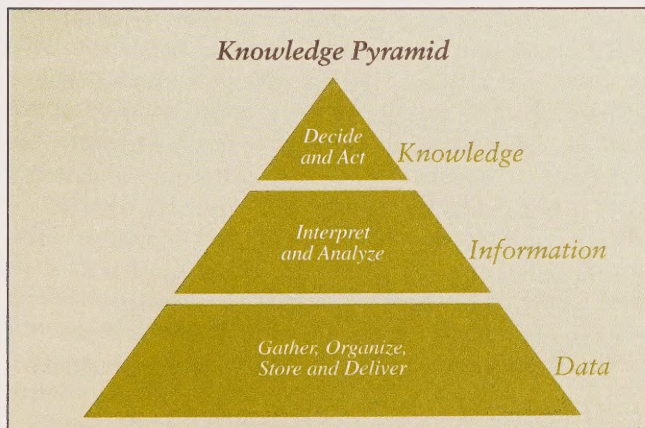 Knowledge Pyramid
Decide
and Act
Knowledge
Interpret
and Analyze
Information
Gather, Organize,
Store and Deliver
Data